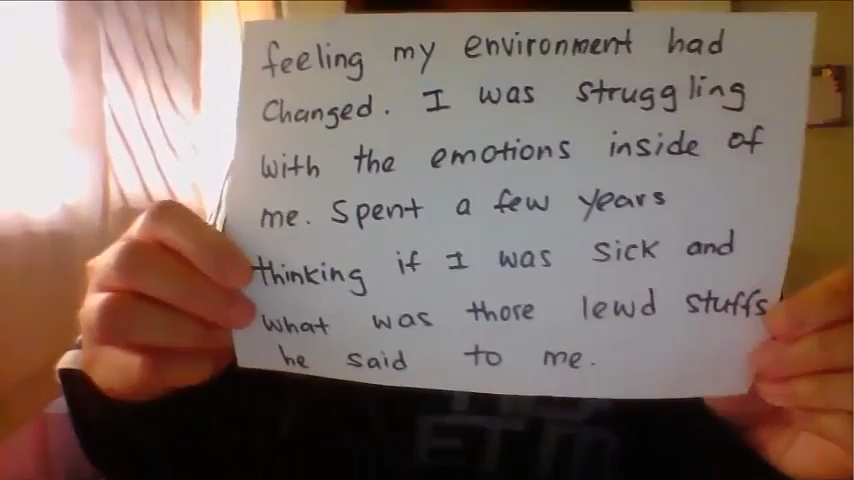 feeling my environment had
changed. I was struggling
with the emotions inside of
me. Spent a few years
thinking if I was sick and
what was those lewd stuffs
he said to me.